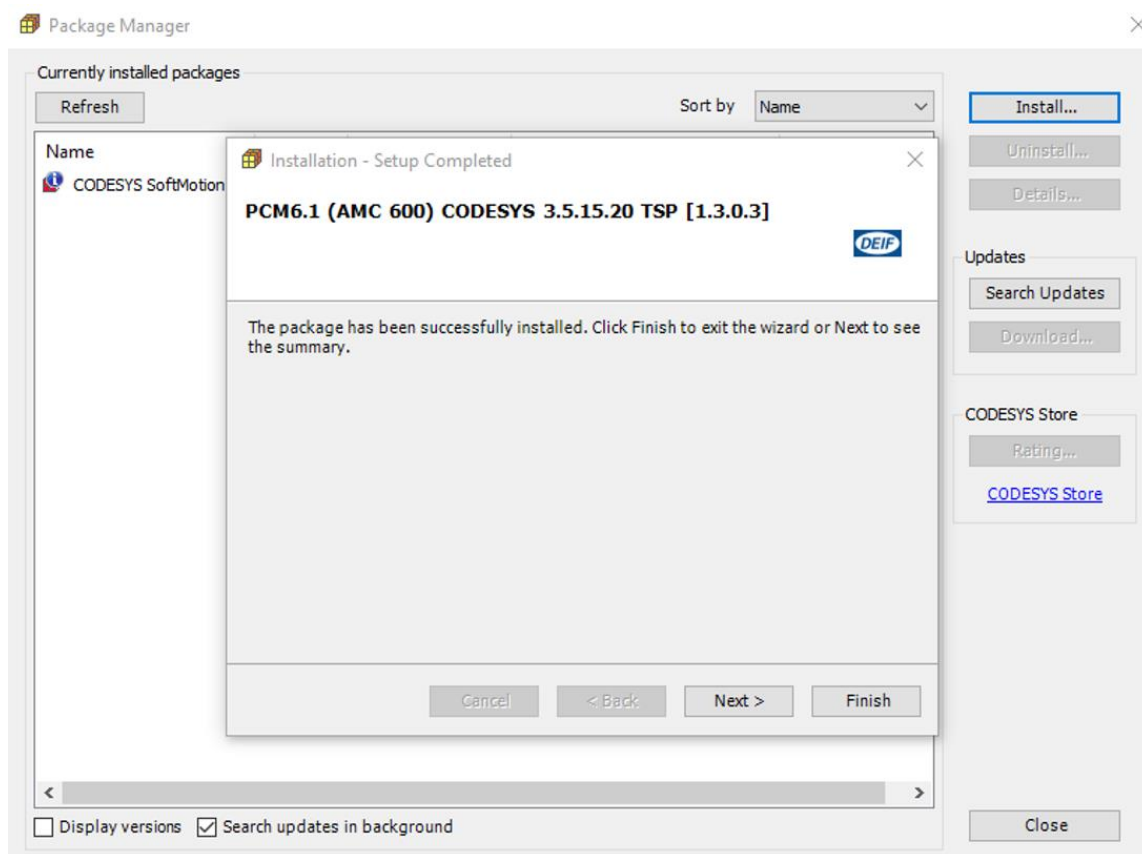 Package Manager
Currently installed packages
Refresh
Sort by
Name
Install...
Name
Uninstall...
CODESYS SoftMotion
Details...
Installation - Setup Completed
PCM6.1 (AMC 600) CODESYS 3.5.15.20 TSP [1.3.0.3]
DEIF
Updates
Search Updates
Download...
The package has been successfully installed. Click Finish to exit the wizard or Next to see
the summary.
CODESYS Store
Rating...
CODESYS Store
Cancel
< Back
Next >
Finish
Display versions
Search updates in background
Close